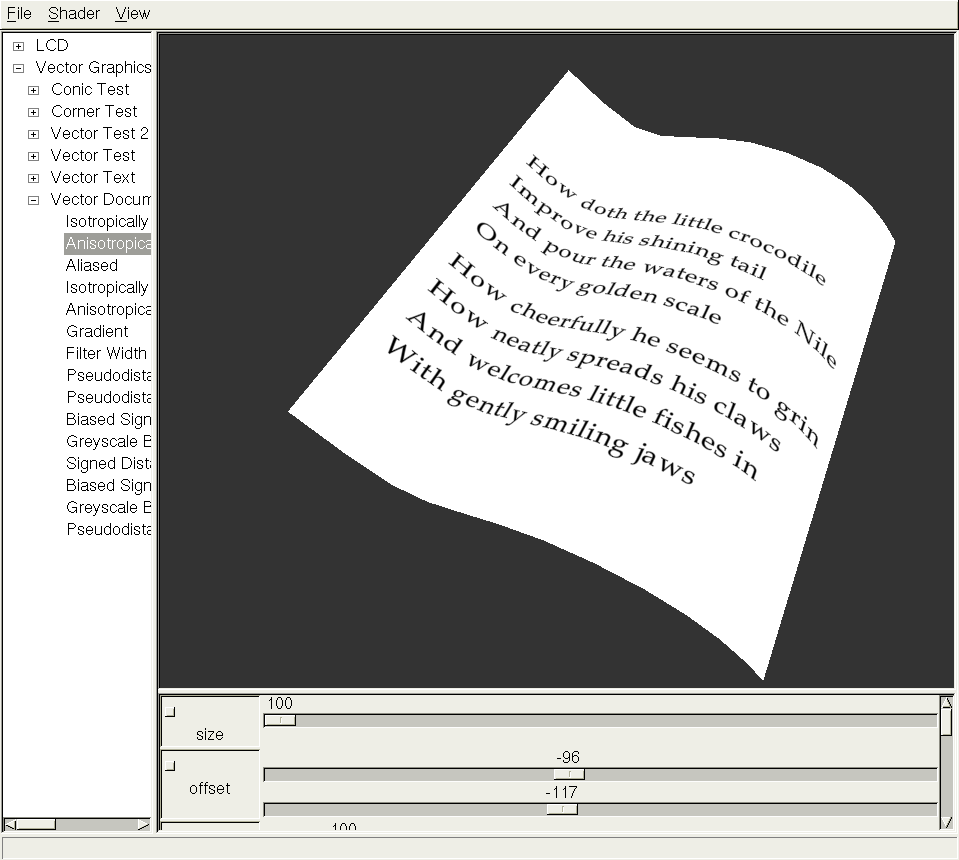 File Shader View
LCD
Vector Graphics
Conic Test
Corner Test
Vector Test 2
Vector Test
Vector Text
Vector Docum
Isotropically
Anisotropica
Aliased
Isotropically
Anisotropica
Gradient
Filter Width
Pseudodista
Pseudodista
Biased Sign
Greyscale B
Signed Dista
Biased Sign
Greyscale B
Pseudodista
How doth the little crocodile
Improve his shining tail
And pour the waters of the Nile
On every golden scale
How cheerfully he seems to grin
How neatly spreads his claws
And welcomes little fishes in
With gently smiling jaws
100
size
-96
offset
-117
100